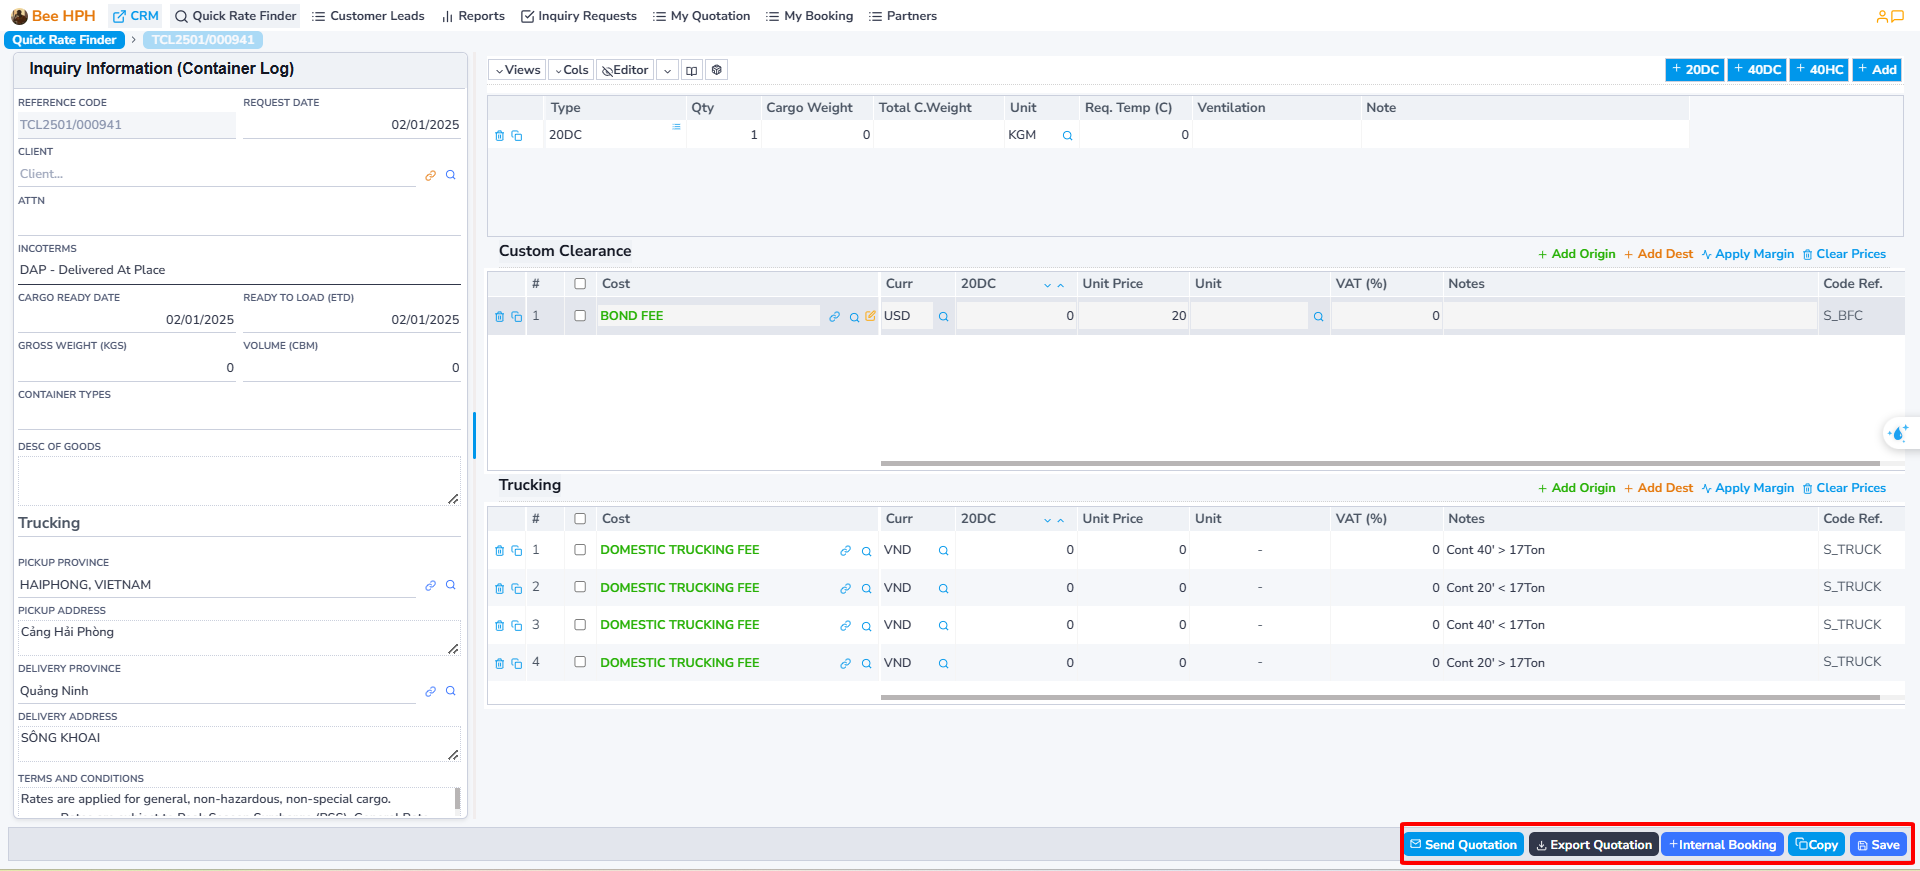 Bee HPH CRM Quick Rate Finder Customer Leads Reports Inquiry Requests My Quotation My Booking Partners
Quick Rate Finder > TCL2501/000941
Inquiry Information (Container Log)
REFERENCE CODE REQUEST DATE
TCL2501/000941 02/01/2025
CLIENT
Client...
ATTN
INCOTERMS
DAP - Delivered At Place
CARGO READY DATE READY TO LOAD (ETD)
02/01/2025 02/01/2025
GROSS WEIGHT (KGS) VOLUME (CBM)
0 0
CONTAINER TYPES
DESC OF GOODS
Trucking
PICKUP PROVINCE
HAIPHONG, VIETNAM
PICKUP ADDRESS
Cảng Hải Phòng
DELIVERY PROVINCE
Quảng Ninh
DELIVERY ADDRESS
SÔNG KHOAI
TERMS AND CONDITIONS
Rates are applied for general, non-hazardous, non-special cargo.
Views Cols Editor
+ 20DC + 40DC + 40HC + Add
Type Qty Cargo Weight Total C.Weight Unit Req. Temp (C) Ventilation Note
20DC 1 0 KGM 0
Custom Clearance
+ Add Origin + Add Dest Apply Margin Clear Prices
# Cost Curr 20DC Unit Price Unit VAT (%) Notes Code Ref.
1 BOND FEE USD 0 20 0 S_BFC
Trucking
+ Add Origin + Add Dest Apply Margin Clear Prices
# Cost Curr 20DC Unit Price Unit VAT (%) Notes Code Ref.
1 DOMESTIC TRUCKING FEE VND 0 0 - 0 Cont 40' > 17Ton S_TRUCK
2 DOMESTIC TRUCKING FEE VND 0 0 - 0 Cont 20' < 17Ton S_TRUCK
3 DOMESTIC TRUCKING FEE VND 0 0 - 0 Cont 40' < 17Ton S_TRUCK
4 DOMESTIC TRUCKING FEE VND 0 0 - 0 Cont 20' > 17Ton S_TRUCK
Send Quotation Export Quotation +Internal Booking Copy Save